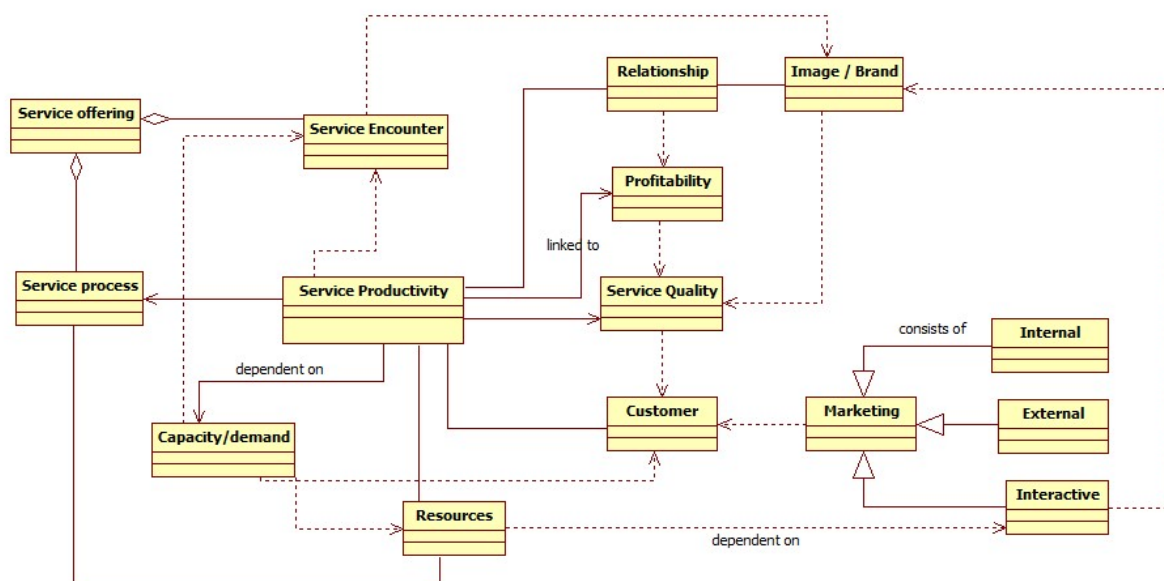 Relationship
Image / Brand
Service offering
Service Encounter
Profitability
linked to
Service process
Service Productivity
Service Quality
consists of
Internal
dependent on
Customer
Marketing
External
Capacity/demand
Resources
Interactive
dependent on